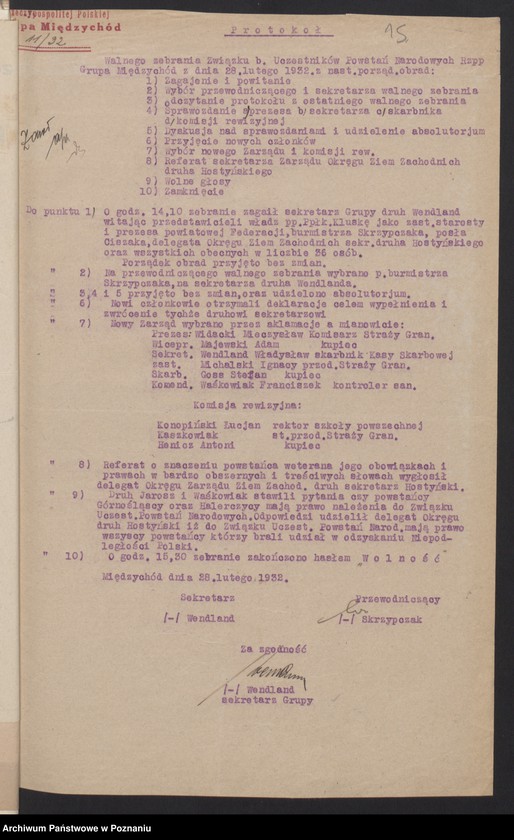 Rzeczypospolitej Polskiej
pa Międzychód
11/32
15.
Protokół
Walnego zebrania Związku b. Uczestników Powstań Narodowych Rzpp
Grupa Międzychód z dnia 28.lutego 1932.z nast.porząd.obrad:
1) Zagajenie i powitanie
2) Wybór przewodniczącego i sekretarza walnego zebrania
3) odczytanie protokołu z ostatniego walnego zebrania
4) Sprawozdanie a/prezesa b/sekretarza c/skarbnika
d/komisji rewizyjnej
5) Dyskusja nad sprawozdaniami i udzielenie absolutorjum
6) Przyjęcie nowych członków
7) Wybór nowego Zarządu i komisji rew.
8) Referat sekretarza Zarządu Okręgu Ziem Zachodnich
druha Hostyńskiego
9) Wolne głosy
10) Zamknięcie
Do punktu 1) O godz. 14,10 zebranie zagaił sekretarz Grupy druh Wendland
witając przedstawicieli władz pp.Ppłk.Kluskę jako zast.starosty
i prezesa powiatowej Federacji,burmistrza Skrzypczaka, posła
Ciszaka,delegata Okręgu Ziem Zachodnich sekr.druha Hostyńskiego
oraz wszystkich obecnych w liczbie 36 osób.
Porządak obrad przyjęto bez zmian.
" 2) Na przewodniczącego walnego zebrania wybrano p.burmistrza
Skrzypczaka,na sekretarza druha Wendlanda.
" 3,4 i 5 przyjęto bez zmian,oraz udzielono absolutorjum.
" 6) Nowi członkowie otrzymali deklaracje celem wypełnienia i
zwrócenie tychże druhowi sekretarzowi
" 7) Nowy Zarząd wybrano przez aklamację a mianowicie:
Prezes: Widacki Mieczysław Komisarz Straży Gran.
Wicepr. Majewski Adam kupiec
Sekret. Wendland Władysław skarbnik Kasy Skarbowej
zast. Michalski Ignacy przod.Straży Gran.
Skarb. Goss Stefan kupiec
Komend. Waśkowiak Franciszek kontroler san.
Komisja rewizyjna:
Konopiński Łucjan rektor szkoły powszechnej
Kaszkowiak st.przod.Straży Gran.
Henicz Antoni kupiec
" 8) Referat o znaczeniu powstańca weterana jego obowiązkach i
prawach w bardzo obszernych i treściwych słowach wygłosił
delegat Okręgu Zarządu Ziem Zachod. druh sekretarz Hostyński.
" 9) Druh Jarosz i Waśkowiak stawili pytania czy powstańcy
Górnośląscy oraz Halerczycy mają prawo należenia do Związku
Uczest.Powstań Narodowych.Odpowiedzi udzielił delegat Okręgu
druh Hostyński iż do Związku Uczest. Powstań Narod.mają prawo
wszyscy powstańcy którzy brali udział w odzyskaniu Niepod-
ległości Polski.
" 10) O godz. 15,30 zebranie zakończono hasłem "Wolność"
Międzychód dnia 28.lutego 1932.
Sekretarz Przewodniczący
/-/ Wendland /-/ Skrzypczak
Za zgodność
/-/ Wendland
sekretarz Grupy
Archiwum Państwowe w Poznaniu